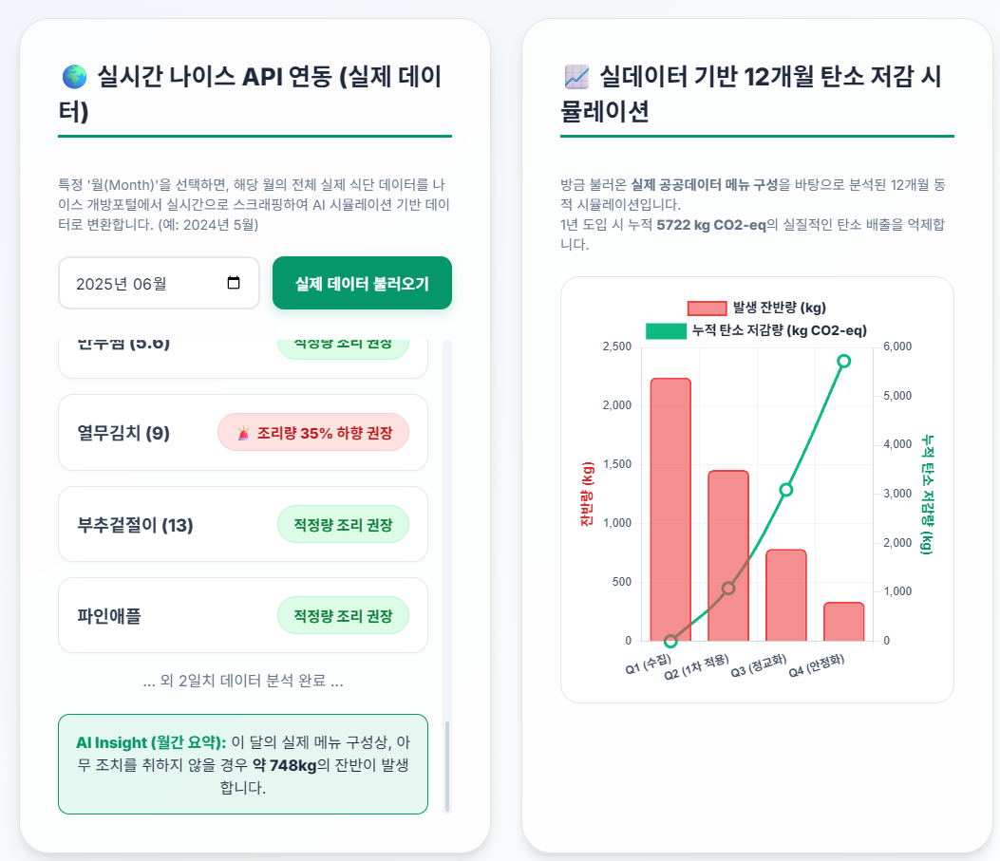 🌍 실시간 나이스 API 연동 (실제 데이
터)
특정 '월(Month)'을 선택하면, 해당 월의 전체 실제 식단 데이터를 나
이스 개방포털에서 실시간으로 스크래핑하여 AI 시뮬레이션 기반 데이
터로 변환합니다. (예: 2024년 5월)
2025년 06월
실제 데이터 불러오기
만두찜 (5.6)
적정량 조리 권장
열무김치 (9)
🚨 조리량 35% 하향 권장
부추겉절이 (13)
적정량 조리 권장
파인애플
적정량 조리 권장
... 외 2일치 데이터 분석 완료 ...
AI Insight (월간 요약): 이 달의 실제 메뉴 구성상, 아
무 조치를 취하지 않을 경우 약 748kg의 잔반이 발생
합니다.
📈 실데이터 기반 12개월 탄소 저감 시
뮬레이션
방금 불러온 실제 공공데이터 메뉴 구성을 바탕으로 분석된 12개월 동
적 시뮬레이션입니다.
1년 도입 시 누적 5722 kg CO2-eq의 실질적인 탄소 배출을 억제합
니다.
발생 잔반량 (kg)
누적 탄소 저감량 (kg CO2-eq)
2,500
2,000
1,500
1,000
500
0
잔반량 (kg)
6,000
5,000
4,000
3,000
2,000
1,000
0
누적 탄소 저감량 (kg)
Q1 (수집)
Q2 (1차 적용)
Q3 (정교화)
Q4 (안정화)